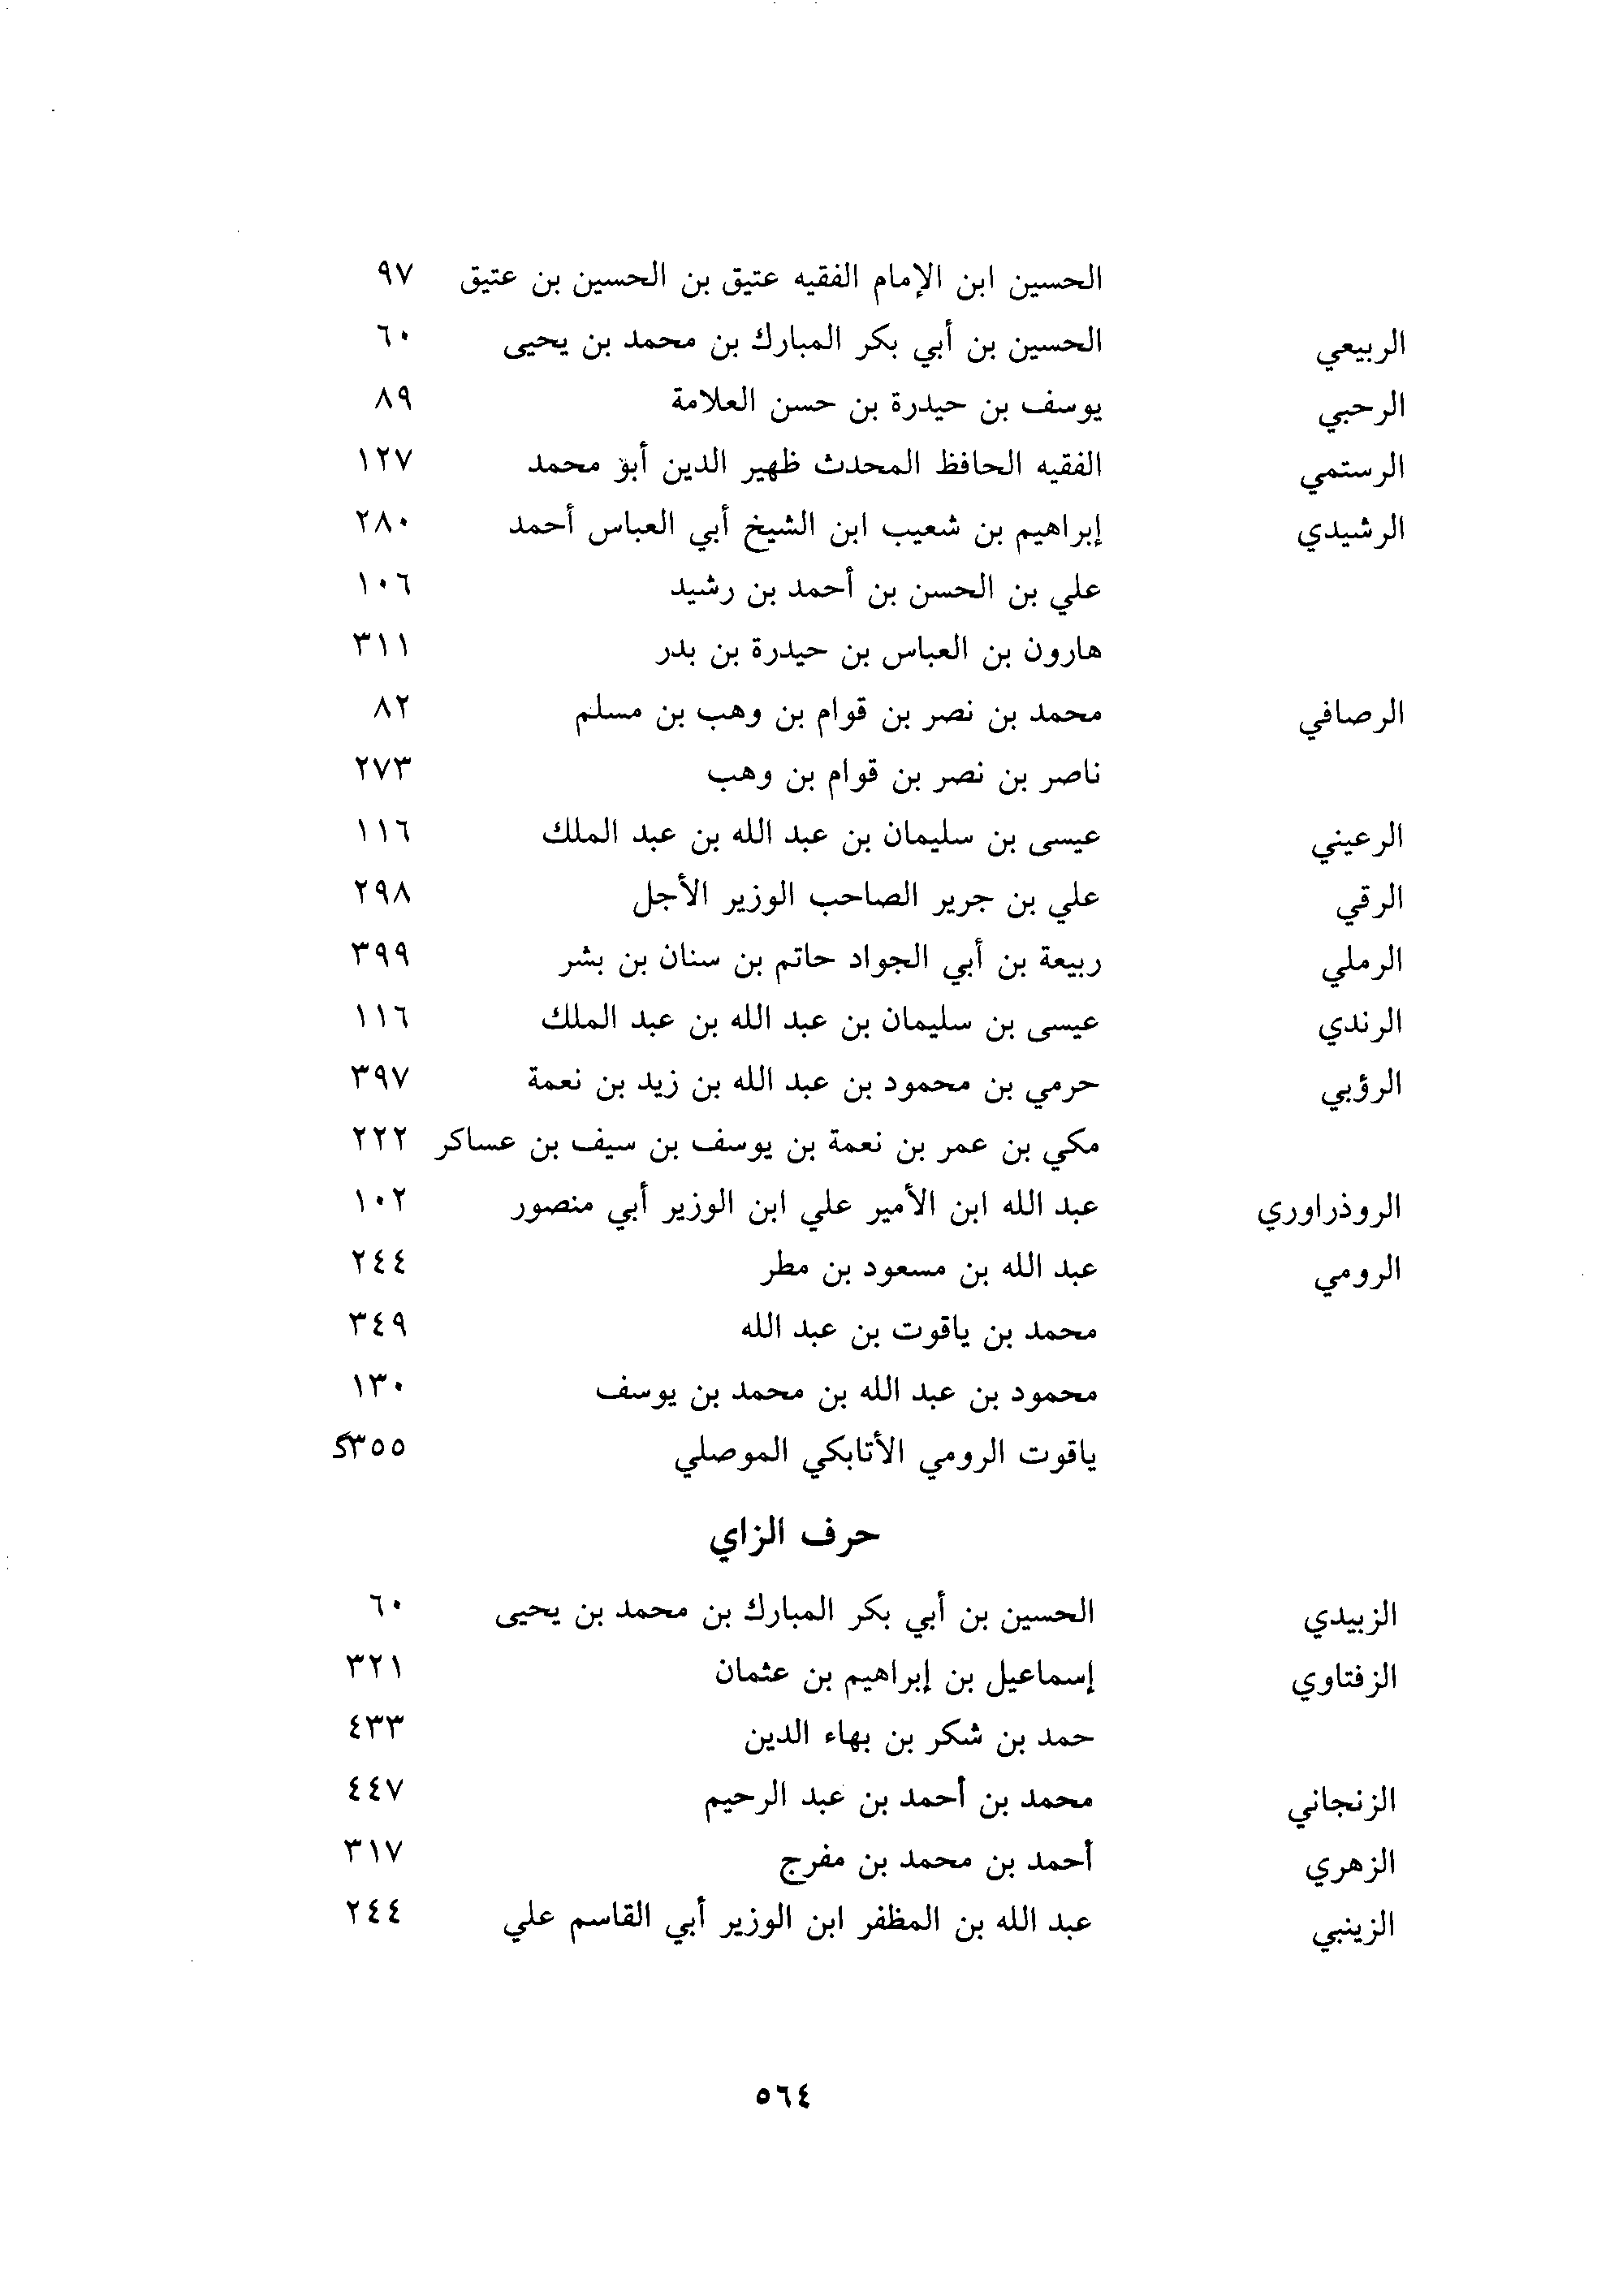 الحسين ابن الإمام الفقيه عتيق بن الحسين بن عتيق ٩٧
الربيعي الحسين بن أبي بكر المبارك بن محمد بن يحيى ٦٠
الرحبي يوسف بن حيدرة بن حسن العلامة ٨٩
الرستمي الفقيه الحافظ المحدث ظهير الدين أبو محمد ١٢٧
الرشيدي إبراهيم بن شعيب ابن الشيخ أبي العباس أحمد ٢٨٠
علي بن الحسن بن أحمد بن رشيد ١٠٦
هارون بن العباس بن حيدرة بن بدر ٣١١
الرصافي محمد بن نصر بن قوام بن وهب بن مسلم ٨٢
ناصر بن نصر بن قوام بن وهب ٢٧٣
الرعيني عيسى بن سليمان بن عبد الله بن عبد الملك ١١٦
الرقي علي بن جرير الصاحب الوزير الأجل ٢٩٨
الرملي ربيعة بن أبي الجواد حاتم بن سنان بن بشر ٣٩٩
الرندي عيسى بن سليمان بن عبد الله بن عبد الملك ١١٦
الرؤبي حرمي بن محمود بن عبد الله بن زيد بن نعمة ٣٩٧
مكي بن عمر بن نعمة بن يوسف بن سيف بن عساكر ٢٢٢
الروذراوري عبد الله ابن الأمير علي ابن الوزير أبي منصور ١٠٢
الرومي عبد الله بن مسعود بن مطر ٢٤٤
محمد بن ياقوت بن عبد الله ٣٤٩
محمود بن عبد الله بن محمد بن يوسف ١٣٠
ياقوت الرومي الأتابكي الموصلي ٣٥٥
حرف الزاي
الزبيدي الحسين بن أبي بكر المبارك بن محمد بن يحيى ٦٠
الزفتاوي إسماعيل بن إبراهيم بن عثمان ٣٢١
حمد بن شكر بن بهاء الدين ٤٣٣
الزنجاني محمد بن أحمد بن عبد الرحيم ٤٤٧
الزهري أحمد بن محمد بن مفرج ٣١٧
الزينبي عبد الله بن المظفر ابن الوزير أبي القاسم علي ٢٤٤
٥٦٤